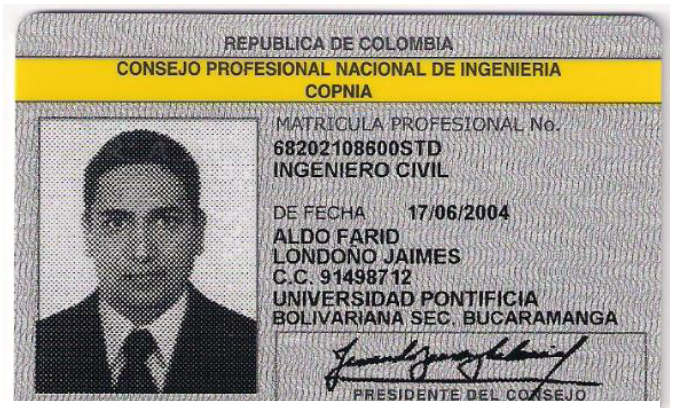 REPUBLICA DE COLOMBIA
CONSEJO PROFESIONAL NACIONAL DE INGENIERIA
COPNIA
MATRICULA PROFESIONAL No.
68202108600STD
INGENIERO CIVIL
DE FECHA 17/06/2004
ALDO FARID
LONDOÑO JAIMES
C.C. 91498712
UNIVERSIDAD PONTIFICIA
BOLIVARIANA SEC. BUCARAMANGA
PRESIDENTE DEL CONSEJO